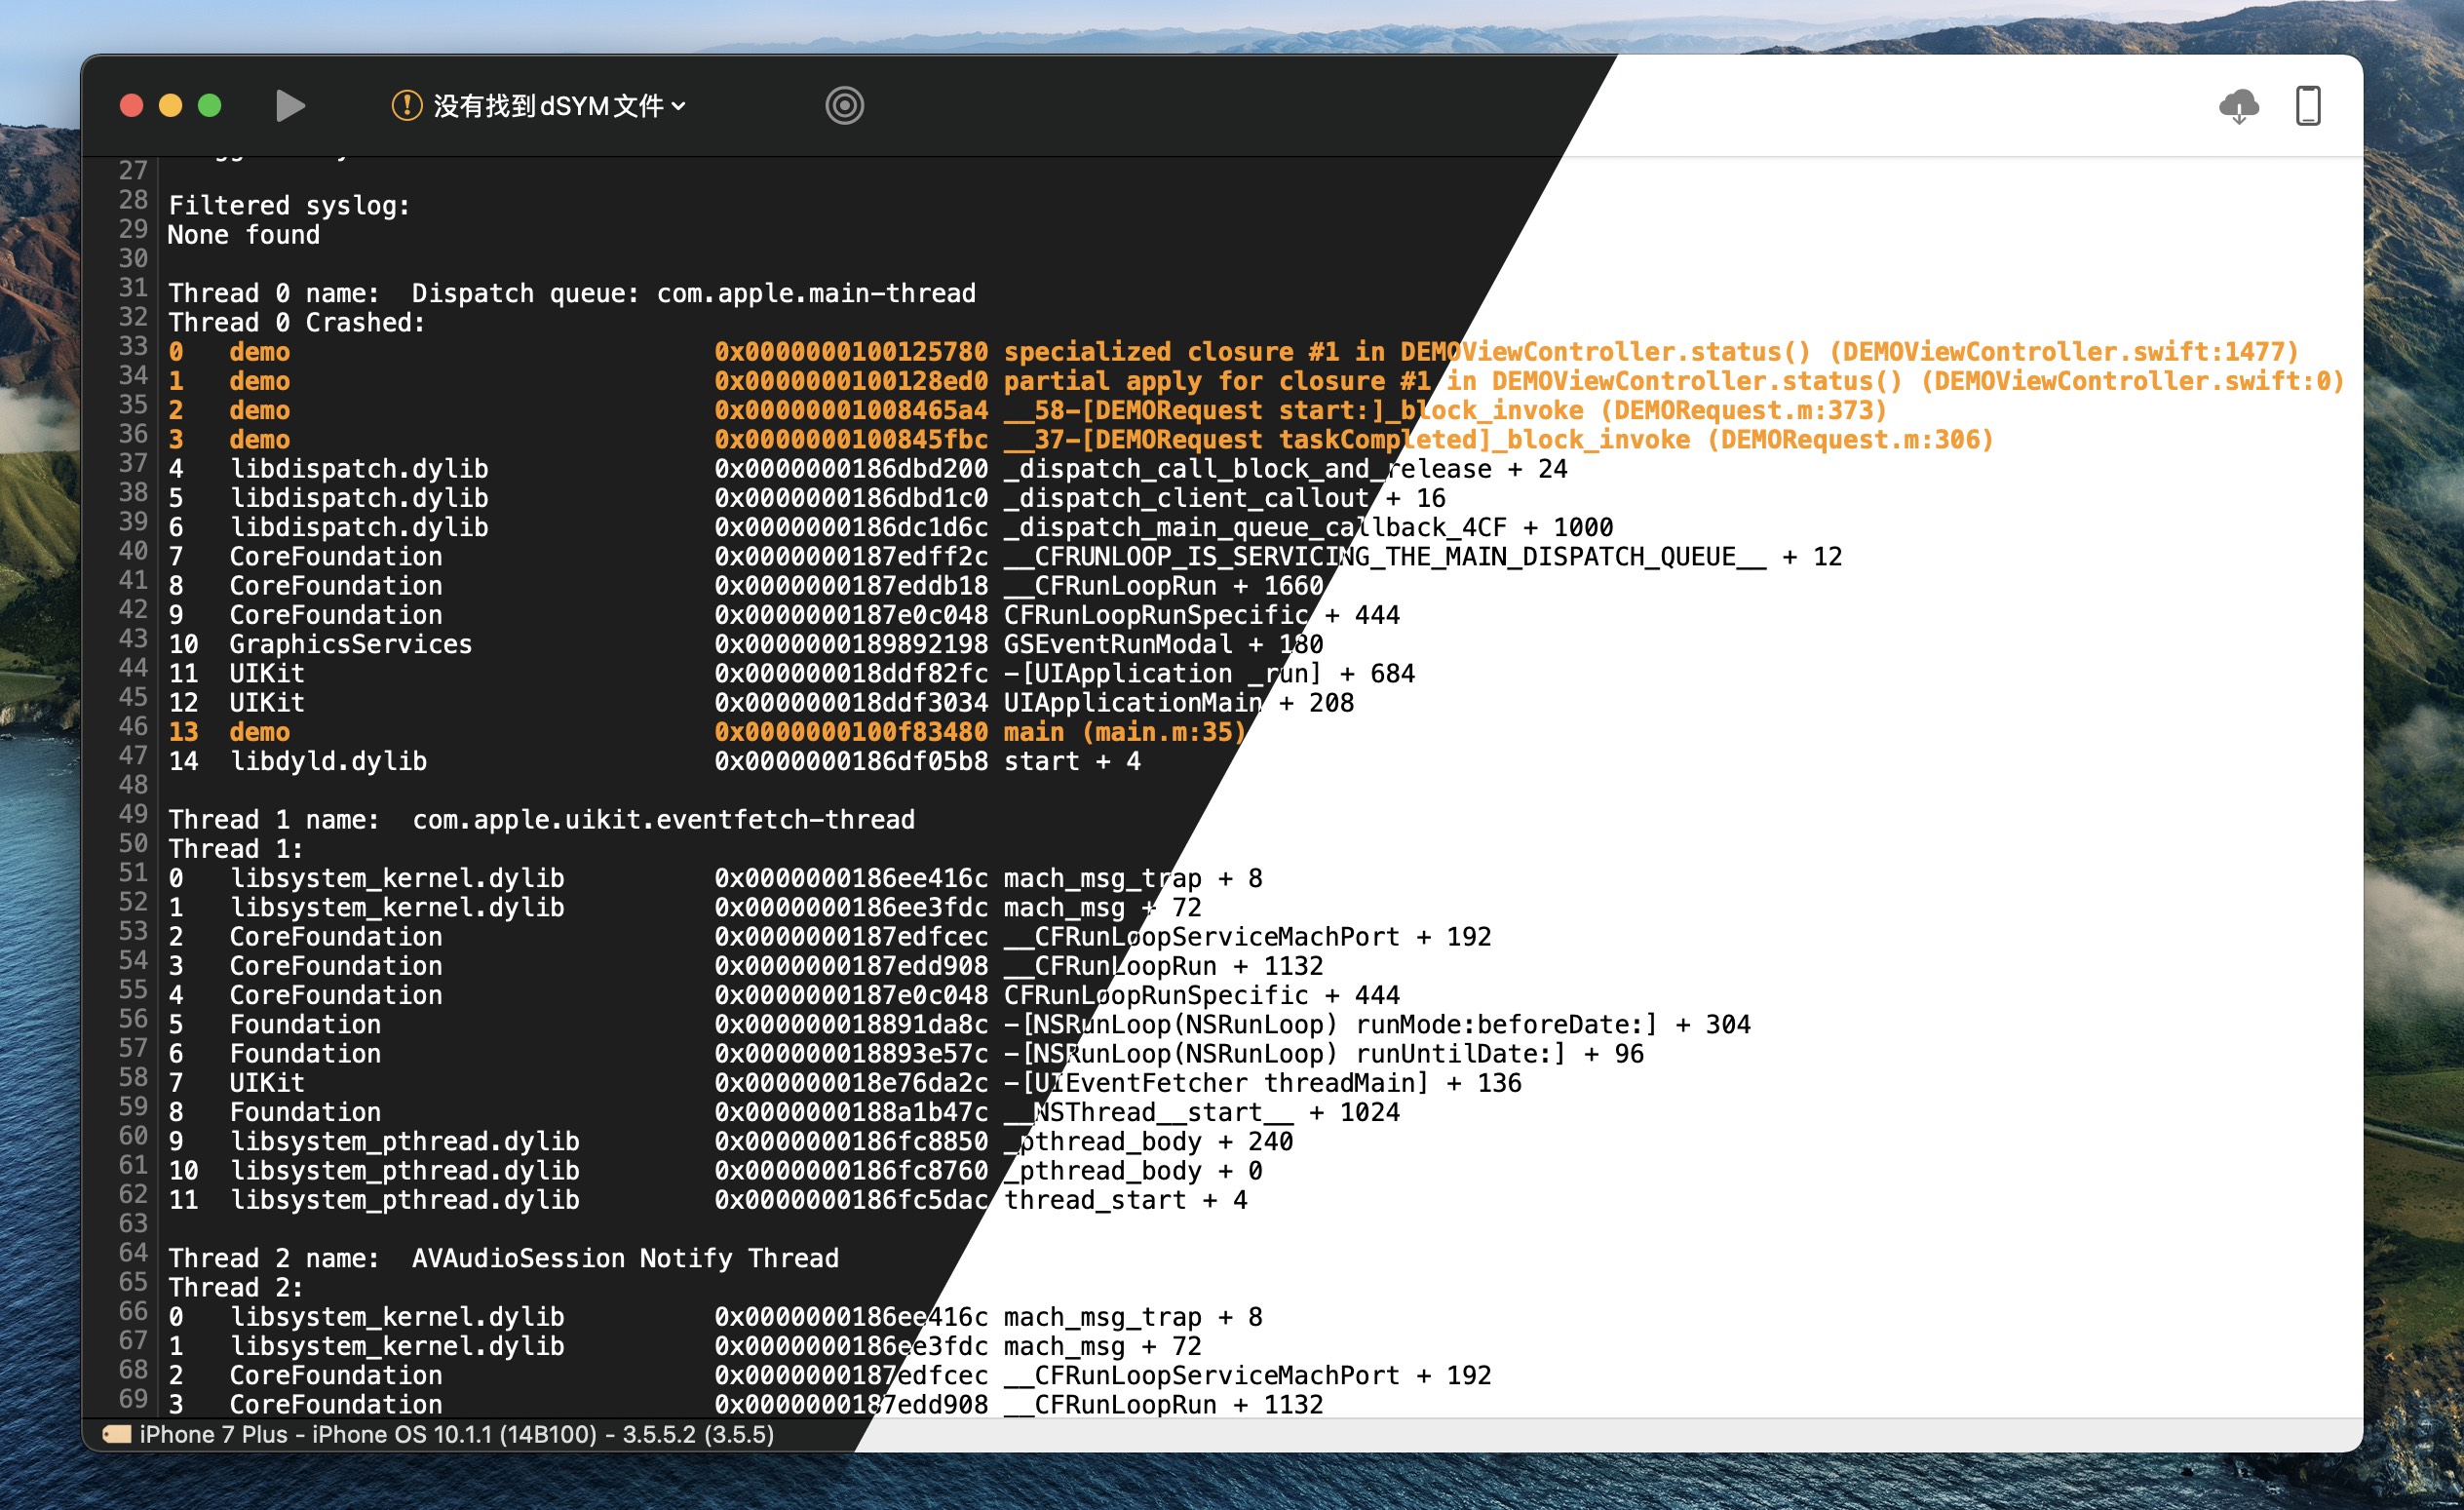 没有找到 dSYM 文件
27
28 Filtered syslog:
29 None found
30
31 Thread 0 name:  Dispatch queue: com.apple.main-thread
32 Thread 0 Crashed:
33 0   demo                            0x0000000100125780 specialized closure #1 in DEMOViewController.status() (DEMOViewController.swift:1477)
34 1   demo                            0x0000000100128ed0 partial apply for closure #1 in DEMOViewController.status() (DEMOViewController.swift:0)
35 2   demo                            0x00000001008465a4 __58-[DEMORequest start:]_block_invoke (DEMORequest.m:373)
36 3   demo                            0x0000000100845fbc __37-[DEMORequest taskCompleted]_block_invoke (DEMORequest.m:306)
37 4   libdispatch.dylib               0x0000000186dbd200 _dispatch_call_block_and_release + 24
38 5   libdispatch.dylib               0x0000000186dbd1c0 _dispatch_client_callout + 16
39 6   libdispatch.dylib               0x0000000186dc1d6c _dispatch_main_queue_callback_4CF + 1000
40 7   CoreFoundation                  0x0000000187edff2c __CFRUNLOOP_IS_SERVICING_THE_MAIN_DISPATCH_QUEUE__ + 12
41 8   CoreFoundation                  0x0000000187eddb18 __CFRunLoopRun + 1660
42 9   CoreFoundation                  0x0000000187e0c048 CFRunLoopRunSpecific + 444
43 10  GraphicsServices                0x0000000189892198 GSEventRunModal + 180
44 11  UIKit                           0x000000018ddf82fc -[UIApplication _run] + 684
45 12  UIKit                           0x000000018ddf3034 UIApplicationMain + 208
46 13  demo                            0x0000000100f83480 main (main.m:35)
47 14  libdyld.dylib                   0x0000000186df05b8 start + 4
48
49 Thread 1 name:  com.apple.uikit.eventfetch-thread
50 Thread 1:
51 0   libsystem_kernel.dylib          0x0000000186ee416c mach_msg_trap + 8
52 1   libsystem_kernel.dylib          0x0000000186ee3fdc mach_msg + 72
53 2   CoreFoundation                  0x0000000187edfcec __CFRunLoopServiceMachPort + 192
54 3   CoreFoundation                  0x0000000187edd908 __CFRunLoopRun + 1132
55 4   CoreFoundation                  0x0000000187e0c048 CFRunLoopRunSpecific + 444
56 5   Foundation                      0x000000018891da8c -[NSRunLoop(NSRunLoop) runMode:beforeDate:] + 304
57 6   Foundation                      0x000000018893e57c -[NSRunLoop(NSRunLoop) runUntilDate:] + 96
58 7   UIKit                           0x000000018e76da2c -[UIEventFetcher threadMain] + 136
59 8   Foundation                      0x0000000188a1b47c __NSThread__start__ + 1024
60 9   libsystem_pthread.dylib         0x0000000186fc8850 _pthread_body + 240
61 10  libsystem_pthread.dylib         0x0000000186fc8760 _pthread_body + 0
62 11  libsystem_pthread.dylib         0x0000000186fc5dac thread_start + 4
63
64 Thread 2 name:  AVAudioSession Notify Thread
65 Thread 2:
66 0   libsystem_kernel.dylib          0x0000000186ee416c mach_msg_trap + 8
67 1   libsystem_kernel.dylib          0x0000000186ee3fdc mach_msg + 72
68 2   CoreFoundation                  0x0000000187edfcec __CFRunLoopServiceMachPort + 192
69 3   CoreFoundation                  0x0000000187edd908 __CFRunLoopRun + 1132
iPhone 7 Plus - iPhone OS 10.1.1 (14B100) - 3.5.5.2 (3.5.5)